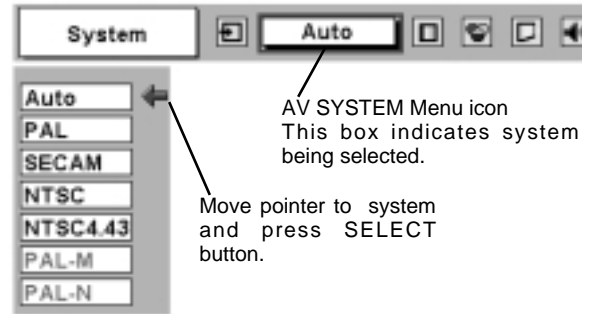 System
Auto
Auto
PAL
SECAM
NTSC
NTSC4.43
PAL-M
PAL-N
AV SYSTEM Menu icon
This box indicates system
being selected.
Move pointer to system
and press SELECT
button.